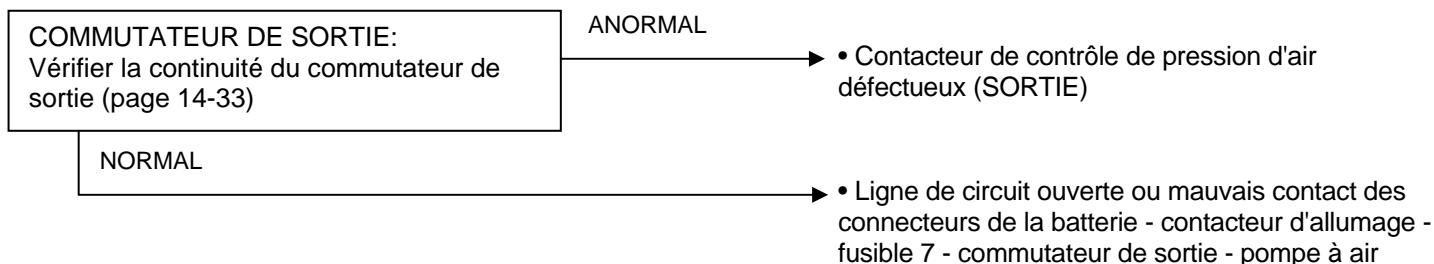 COMMUTATEUR DE SORTIE:
Vérifier la continuité du commutateur de
sortie (page 14-33)
ANORMAL
• Contacteur de contrôle de pression d'air
défectueux (SORTIE)
NORMAL
• Ligne de circuit ouverte ou mauvais contact des
connecteurs de la batterie - contacteur d'allumage -
fusible 7 - commutateur de sortie - pompe à air